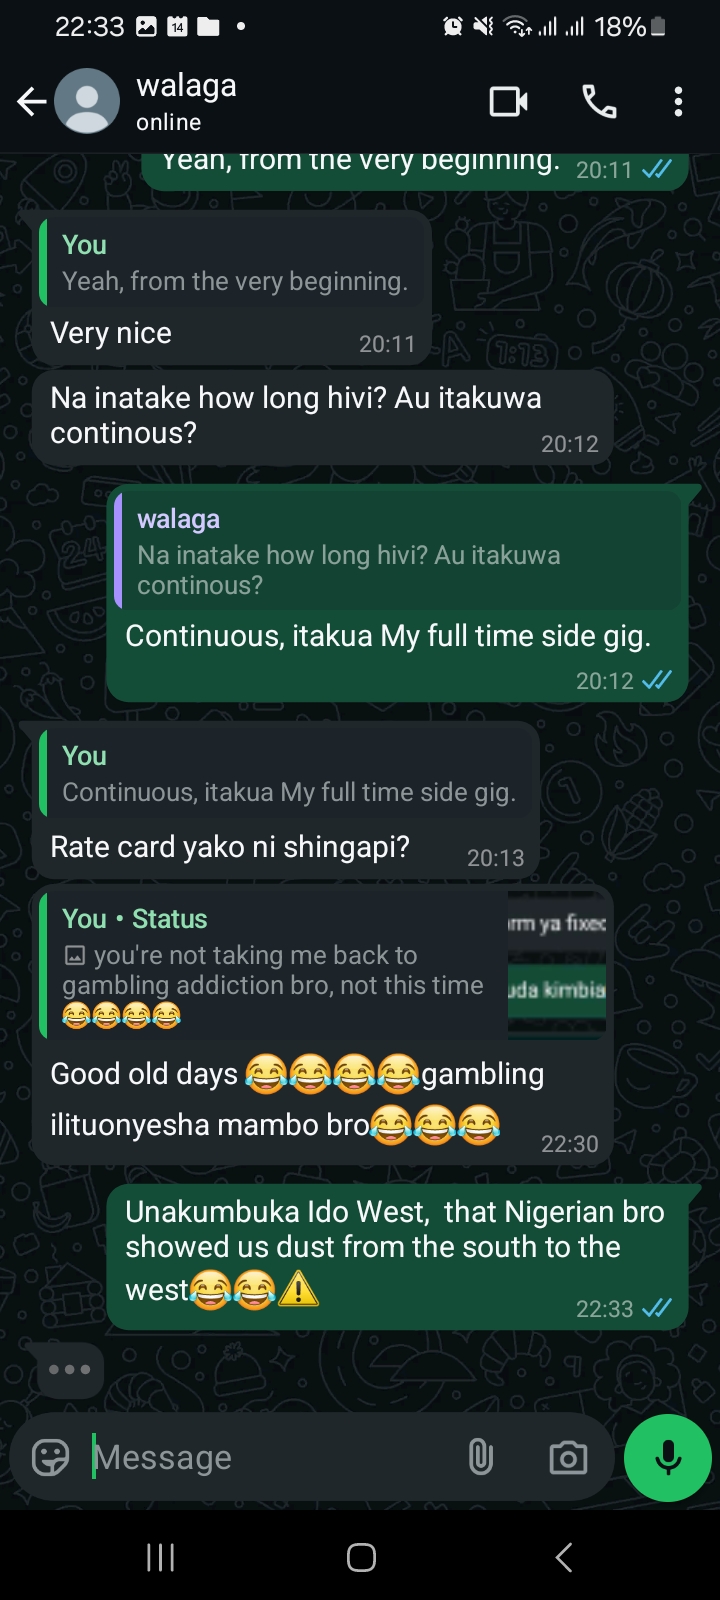 22:33
14
18%
walaga
online
Yeah, from the very beginning. 20:11
You
Yeah, from the very beginning.
Very nice
20:11
Na inatake how long hivi? Au itakuwa
continous?
20:12
walaga
Na inatake how long hivi? Au itakuwa
continous?
Continuous, itakua My full time side gig.
20:12
You
Continuous, itakua My full time side gig.
Rate card yako ni shingapi?
20:13
You • Status
you're not taking me back to
gambling addiction bro, not this time
😂😂😂😂
ya fixed
kimbia
Good old days 😂😂😂😂gambling
ilituonyesha mambo bro😂😂😂
22:30
Unakumbuka Ido West, that Nigerian bro
showed us dust from the south to the
west😂😂⚠️
22:33
Message